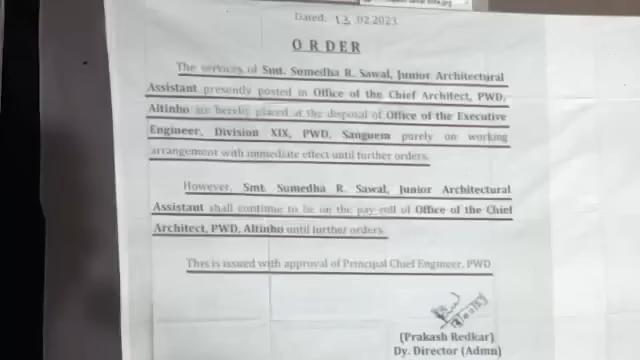 Dated. 13.02.2023
ORDER
The services of Smt. Sumedha R. Sawal, Junior Architectural
Assistant presently posted in Office of the Chief Architect, PWD,
Altinho are hereby placed at the disposal of Office of the Executive
Engineer, Division XIX, PWD, Sanguem purely on working
arrangement with immediate effect until further orders.
However, Smt. Sumedha R. Sawal, Junior Architectural
Assistant shall continue to be on the pay roll of Office of the Chief
Architect, PWD, Altinho until further orders.
This is issued with approval of Principal Chief Engineer, PWD
(Prakash Redkar)
Dy. Director (Admn)